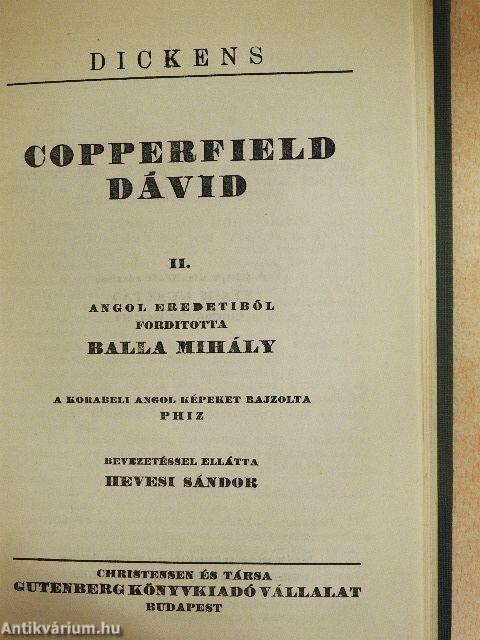 DICKENS
COPPERFIELD
DÁVID
II.
ANGOL EREDETIBŐL
FORDITOTTA
BALLA MIHÁLY
A KORABELI ANGOL KÉPEKET RAJZOLTA
PHIZ
BEVEZETÉSSEL ELLÁTTA
HEVESI SÁNDOR
CHRISTENSEN ÉS TÁRSA
GUTENBERG KÖNYVKIADÓ VÁLLALAT
BUDAPEST
Antikvárium.hu